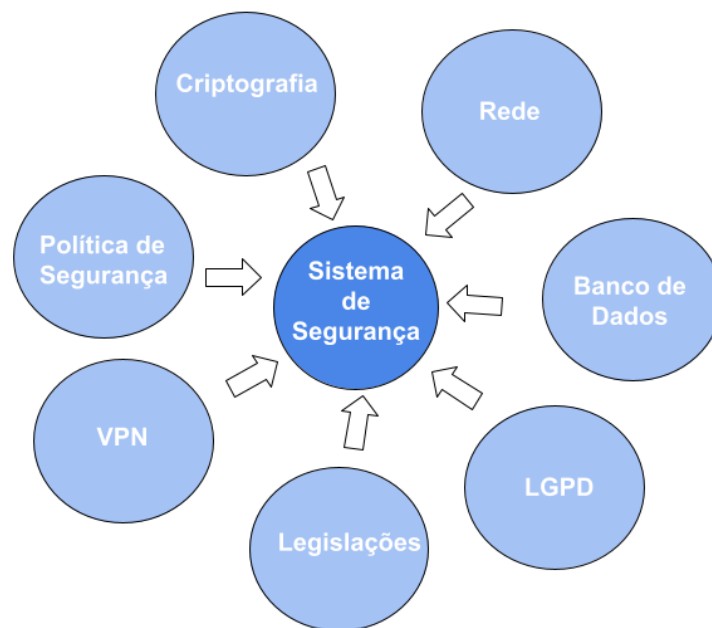 Criptografia
Rede
Política de
Segurança
Sistema
de
Segurança
Banco de
Dados
VPN
LGPD
Legislações